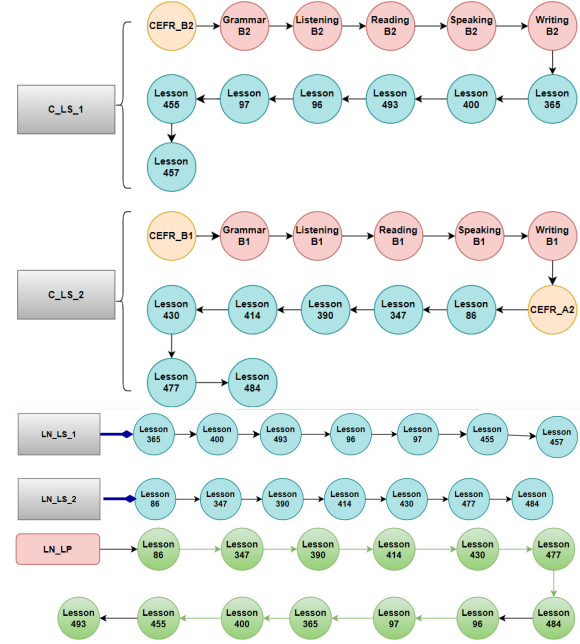 CEFR_B2
Grammar
B2
Listening
B2
Reading
B2
Speaking
B2
Writing
B2
C_LS_1
Lesson
455
Lesson
97
Lesson
96
Lesson
493
Lesson
400
Lesson
365
Lesson
457
CEFR_B1
Grammar
B1
Listening
B1
Reading
B1
Speaking
B1
Writing
B1
C_LS_2
Lesson
430
Lesson
414
Lesson
390
Lesson
347
Lesson
86
CEFR_A2
Lesson
477
Lesson
484
LN_LS_1
Lesson
365
Lesson
400
Lesson
493
Lesson
96
Lesson
97
Lesson
455
Lesson
457
LN_LS_2
Lesson
86
Lesson
347
Lesson
390
Lesson
414
Lesson
430
Lesson
477
Lesson
484
LN_LP
Lesson
86
Lesson
347
Lesson
390
Lesson
414
Lesson
430
Lesson
477
Lesson
493
Lesson
455
Lesson
400
Lesson
365
Lesson
97
Lesson
96
Lesson
484